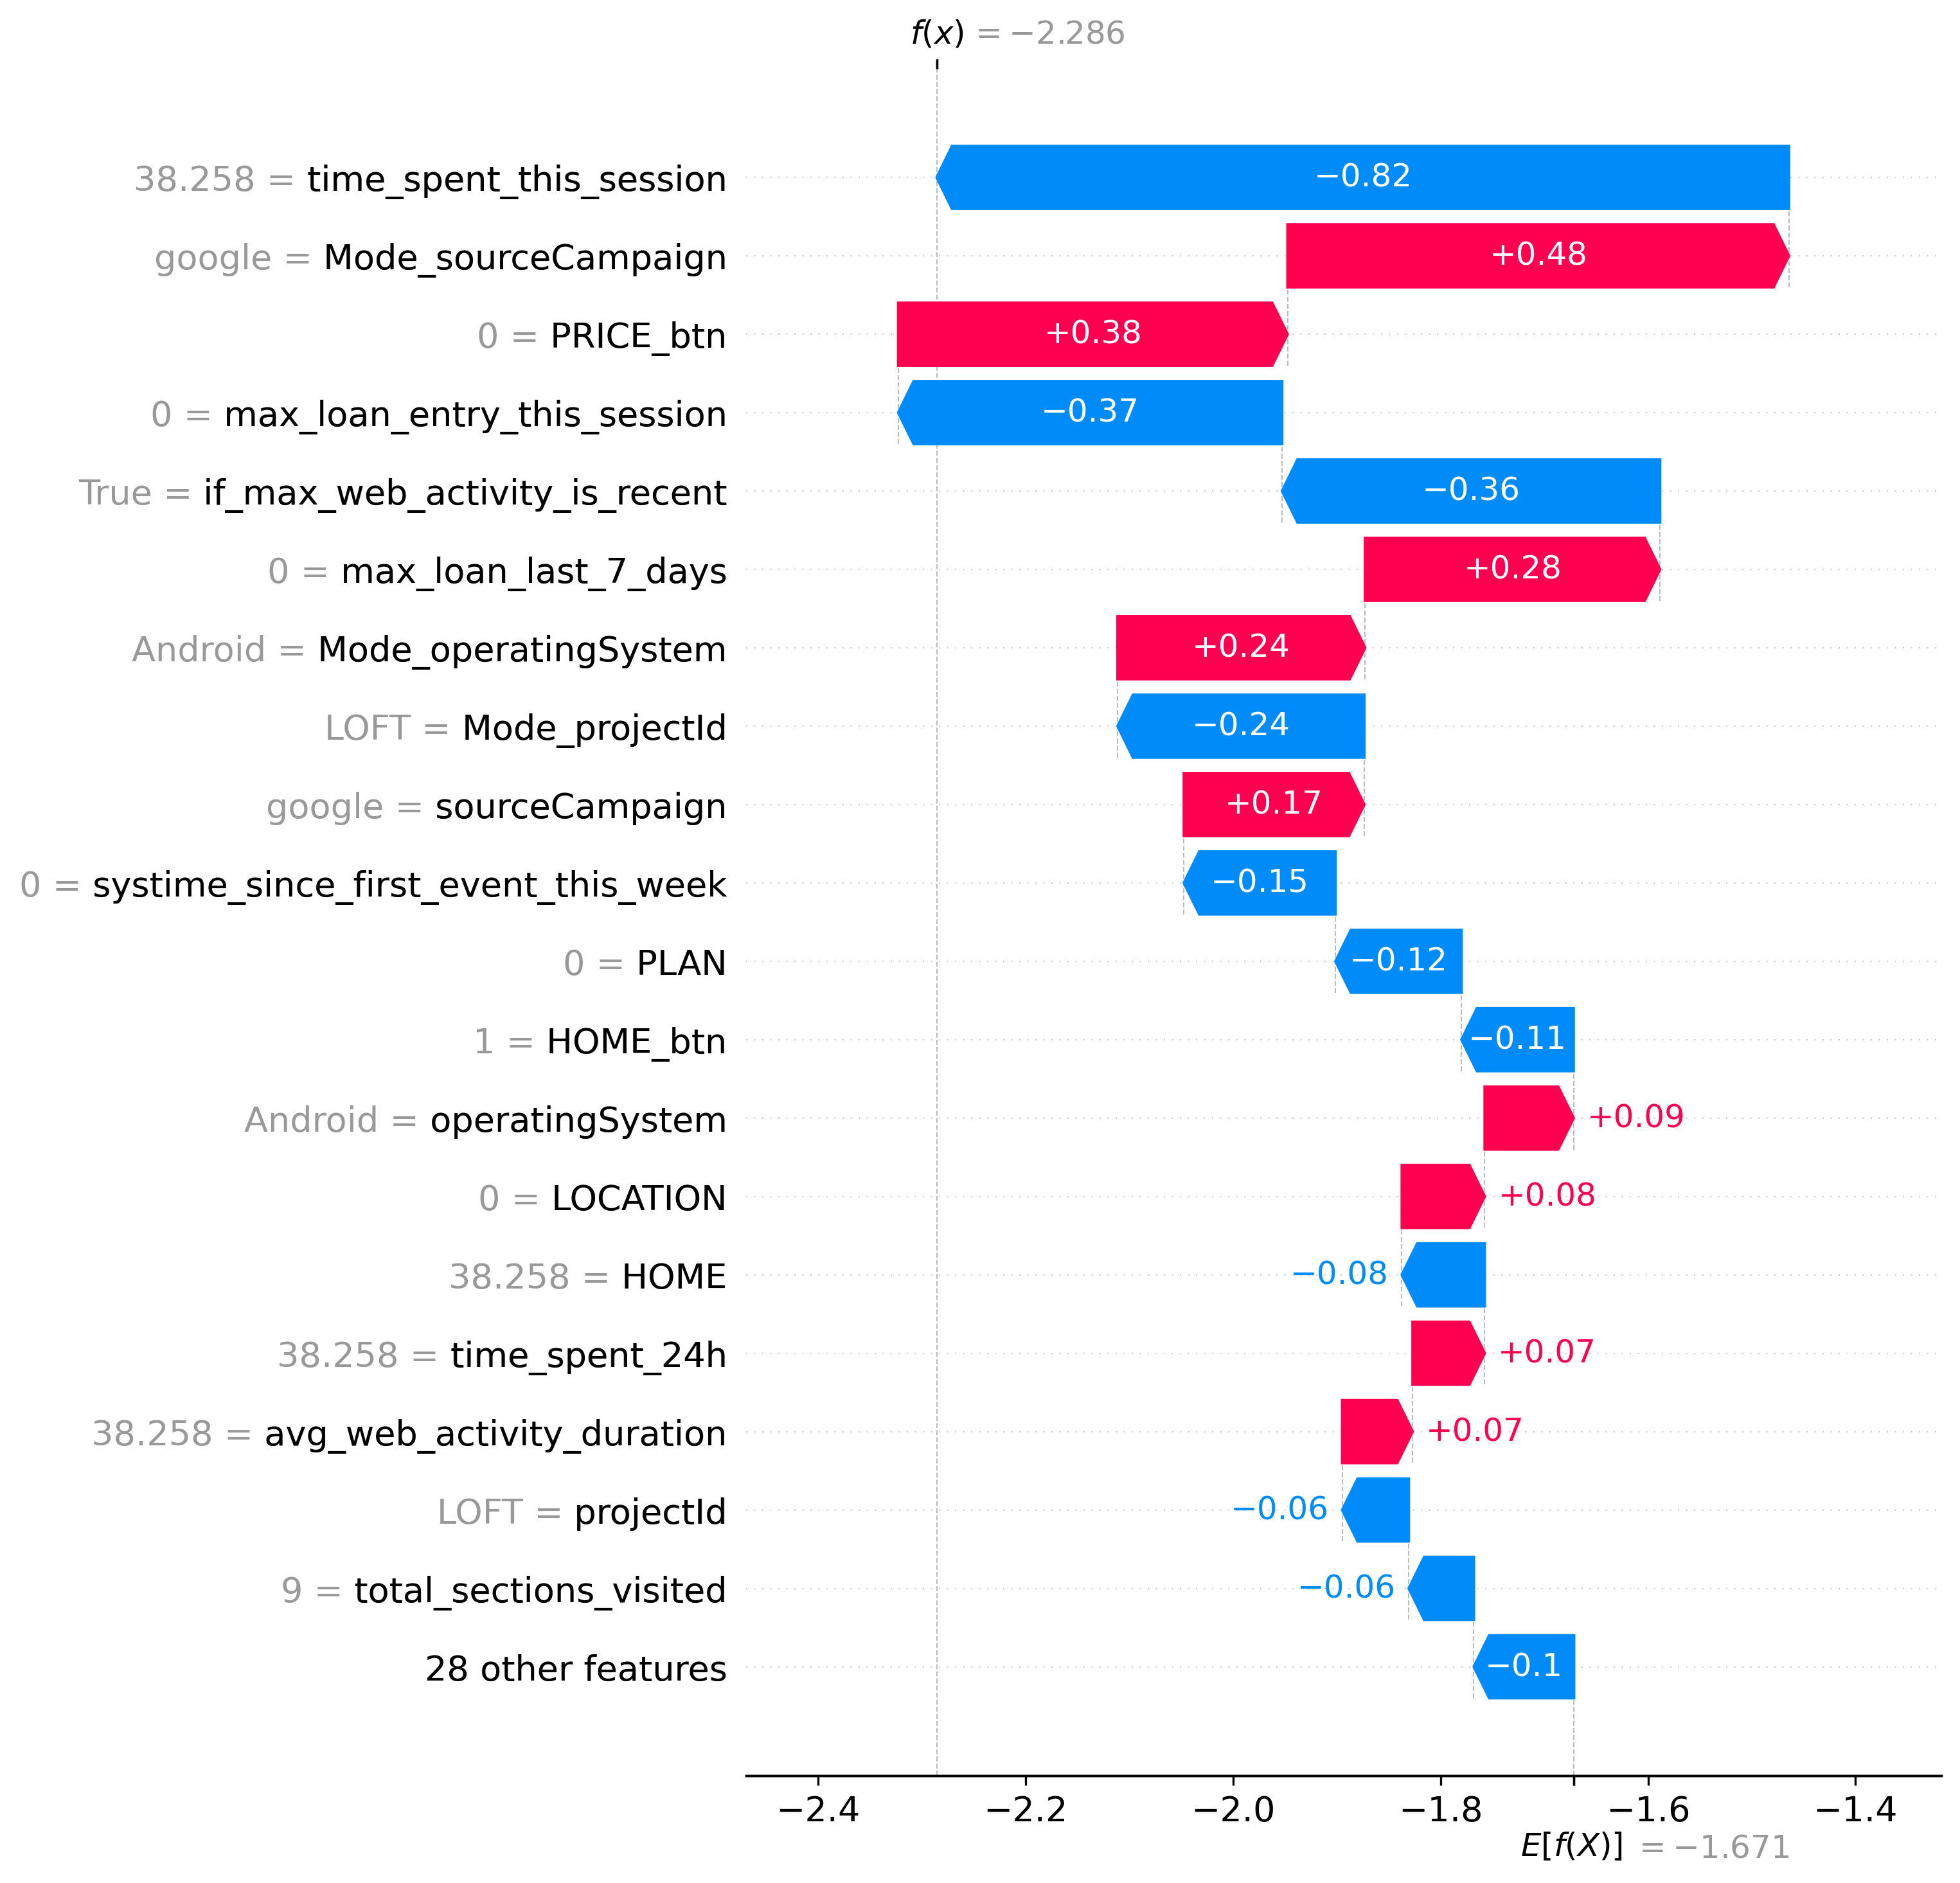 f(x) = −2.286
38.258 = time_spent_this_session
−0.82
google = Mode_sourceCampaign
+0.48
0 = PRICE_btn
+0.38
0 = max_loan_entry_this_session
−0.37
True = if_max_web_activity_is_recent
−0.36
0 = max_loan_last_7_days
+0.28
Android = Mode_operatingSystem
+0.24
LOFT = Mode_projectId
−0.24
google = sourceCampaign
+0.17
0 = systime_since_first_event_this_week
−0.15
0 = PLAN
−0.12
1 = HOME_btn
−0.11
Android = operatingSystem
+0.09
0 = LOCATION
+0.08
38.258 = HOME
−0.08
38.258 = time_spent_24h
+0.07
38.258 = avg_web_activity_duration
+0.07
LOFT = projectId
−0.06
9 = total_sections_visited
−0.06
28 other features
−0.1
−2.4 −2.2 −2.0 −1.8 −1.6 −1.4
E[f(X)] = −1.671